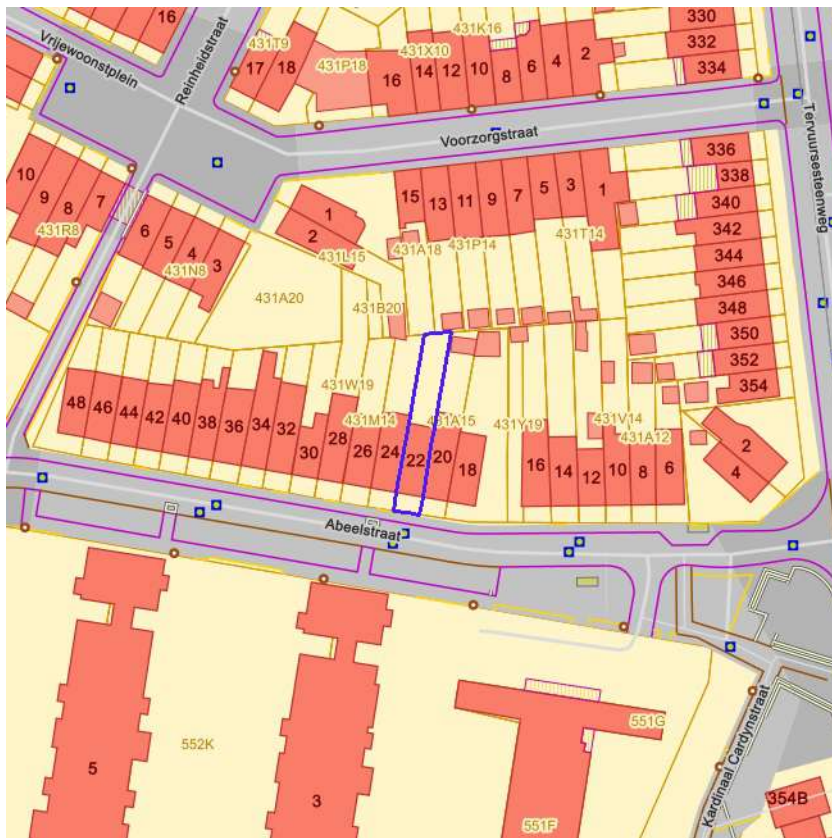 16
Vrijewoonstplein
Reinheidstraat
431T9
17
18
431P18
431X10
431K16
16
14
12
10
8
6
4
2
330
332
334
Voorzorgstraat
Tervuursesteenweg
10
9
8
7
431R8
6
5
4
3
431N8
1
2
431L15
15
13
11
9
7
5
3
1
431A18
431P14
431T14
336
338
340
342
344
346
348
350
352
354
431A20
431B20
431W19
431M14
431A15
431Y19
431V14
431A12
48
46
44
42
40
38
36
34
32
30
28
26
24
22
20
18
16
14
12
10
8
6
2
4
Abeelstraat
5
552K
3
551G
551F
Kardinaal Cardynstraat
354B